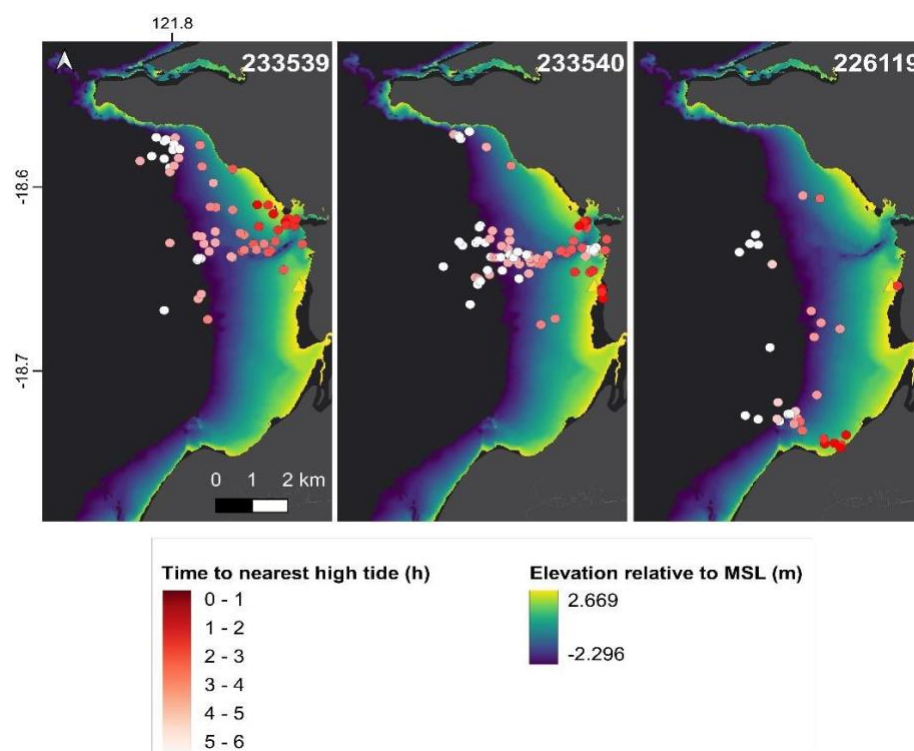 121.8
233539
233540
226119
-18.6
-18.7
0 1 2 km
Time to nearest high tide (h)
0 - 1
1 - 2
2 - 3
3 - 4
4 - 5
5 - 6
Elevation relative to MSL (m)
2.669
-2.296